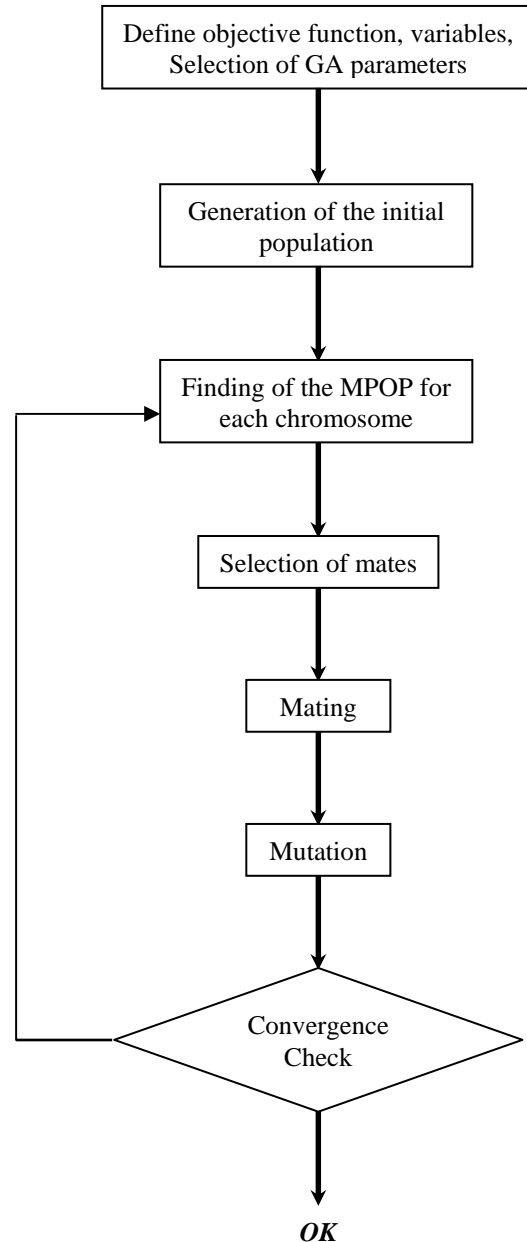 Define objective function, variables,
Selection of GA parameters
Generation of the initial
population
Finding of the MPOP for
each chromosome
Selection of mates
Mating
Mutation
Convergence
Check
OK